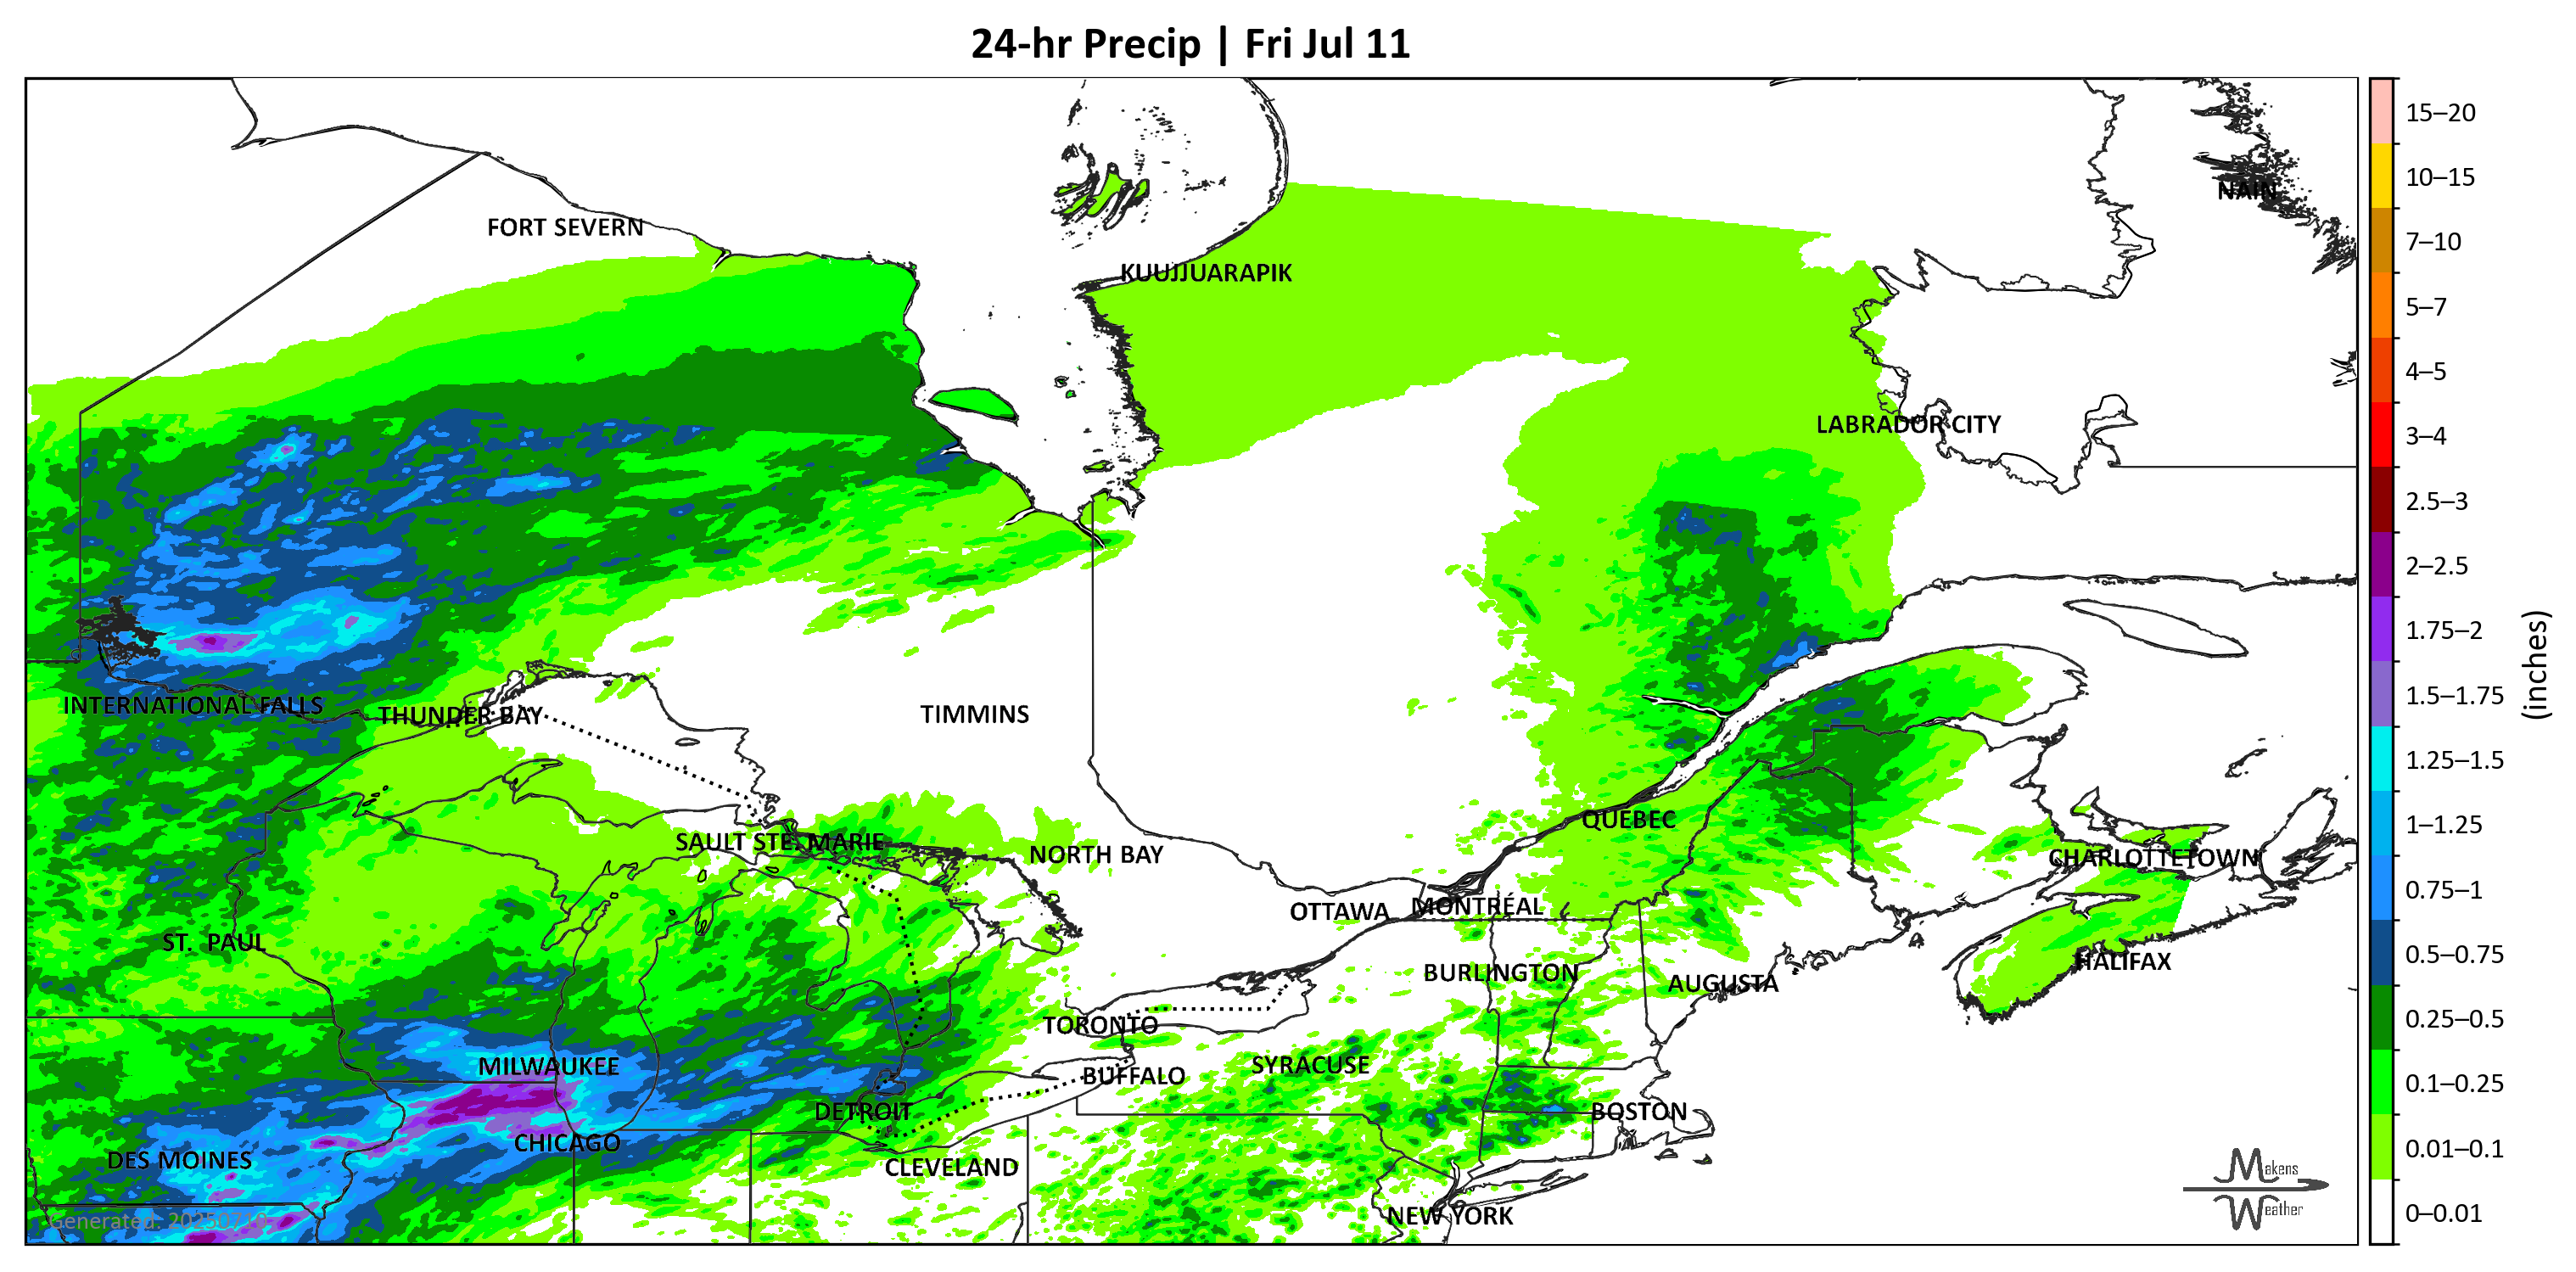 24-hr Precip | Fri Jul 11
NAIN
FORT SEVERN
KUUJJUARAPIK
LABRADOR CITY
INTERNATIONAL FALLS
THUNDER BAY
TIMMINS
QUÉBEC
SAULT STE. MARIE
NORTH BAY
CHARLOTTETOWN
OTTAWA
MONTRÉAL
ST. PAUL
HALIFAX
BURLINGTON
AUGUSTA
TORONTO
MILWAUKEE
SYRACUSE
BUFFALO
DETROIT
BOSTON
CHICAGO
DES MOINES
CLEVELAND
NEW YORK
Makens
Weather
15–20
10–15
7–10
5–7
4–5
3–4
2.5–3
2–2.5
1.75–2
1.5–1.75
1.25–1.5
1–1.25
0.75–1
0.5–0.75
0.25–0.5
0.1–0.25
0.01–0.1
0–0.01
(inches)